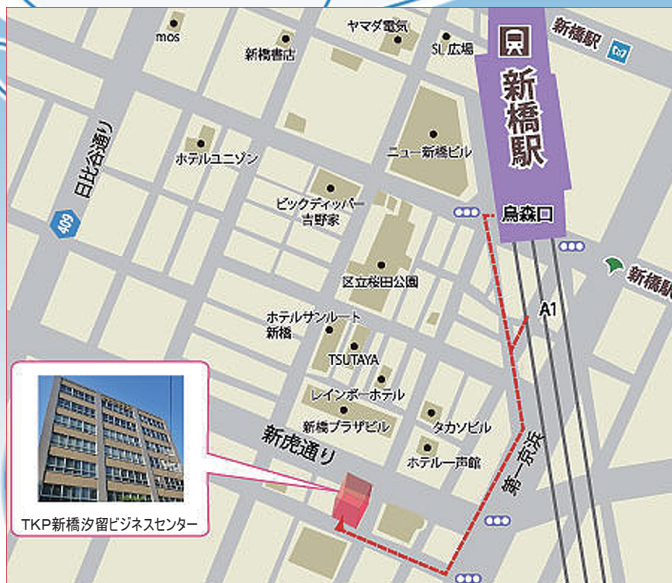 mos
新橋書店
ヤマダ電気
SL 広場
新橋駅
新橋駅
日比谷通り
ホテルユニゾン
ニュー新橋ビル
409
ビックディッパー
吉野家
烏森口
区立桜田公園
新橋駅
A1
ホテルサンルート
新橋
TSUTAYA
レインボーホテル
新橋プラザビル
タカソビル
新虎通り
ホテル一声館
第一京浜
TKP新橋汐留ビジネスセンター